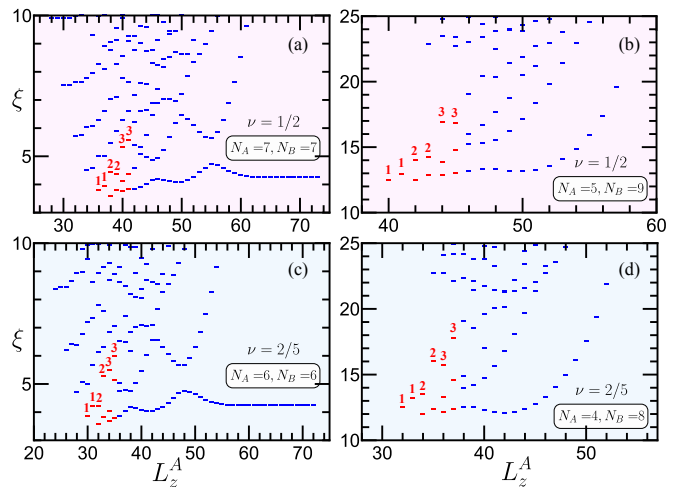 (a)
10
5
ξ
1 1 2 2 3 3
ν = 1/2
N_A = 7, N_B = 7
30 40 50 60 70
(b)
25
20
15
10
1 1 2 2 3 3
ν = 1/2
N_A = 5, N_B = 9
40 45 50 55 60
(c)
10
5
ξ
1 1 2 2 3 3
ν = 2/5
N_A = 6, N_B = 6
20 30 40 50 60 70
L_z^A
(d)
25
20
15
10
1 1 2 2 3 3
ν = 2/5
N_A = 4, N_B = 8
30 40 50
L_z^A